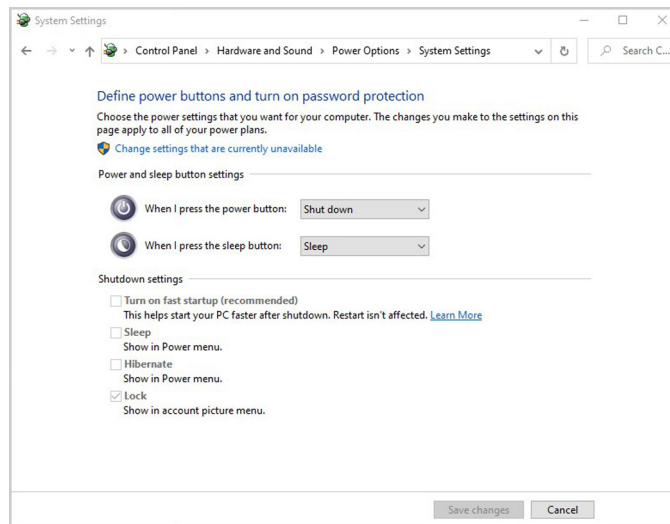 System Settings
Control Panel > Hardware and Sound > Power Options > System Settings
Search C...
Define power buttons and turn on password protection
Choose the power settings that you want for your computer. The changes you make to the settings on this
page apply to all of your power plans.
Change settings that are currently unavailable
Power and sleep button settings
When I press the power button: Shut down
When I press the sleep button: Sleep
Shutdown settings
Turn on fast startup (recommended)
This helps start your PC faster after shutdown. Restart isn't affected. Learn More
Sleep
Show in Power menu.
Hibernate
Show in Power menu.
Lock
Show in account picture menu.
Save changes Cancel